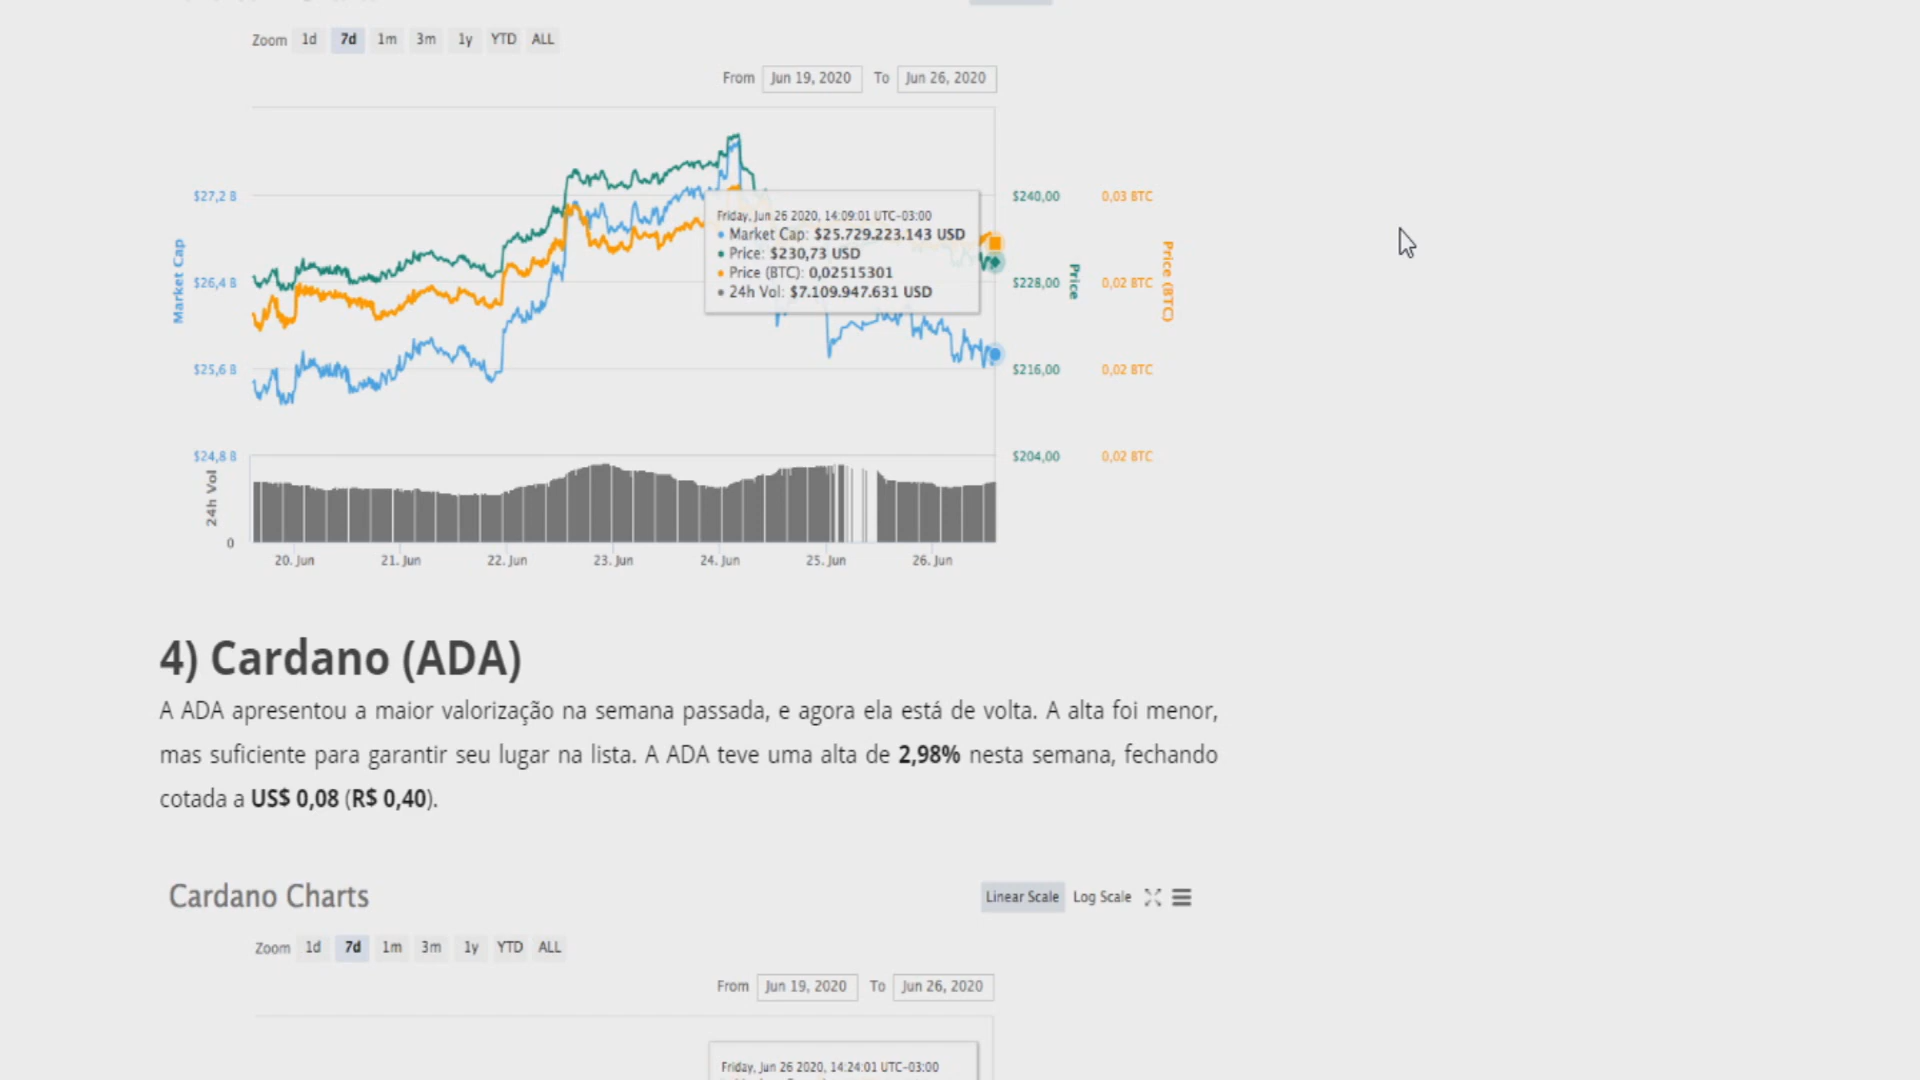 Zoom 1d 7d 1m 3m 1y YTD ALL
From Jun 19, 2020 To Jun 26, 2020
$27,2 B
$26,4 B
$25,6 B
$24,8 B
Market Cap
24h Vol
0
Friday, Jun 26 2020, 14:09:01 UTC-03:00
Market Cap: $25.729.223.143 USD
Price: $230,73 USD
Price (BTC): 0,02515301
24h Vol: $7.109.947.631 USD
$240,00
$228,00
$216,00
$204,00
Price
0,03 BTC
0,02 BTC
0,02 BTC
0,02 BTC
Price (BTC)
20. Jun 21. Jun 22. Jun 23. Jun 24. Jun 25. Jun 26. Jun
4) Cardano (ADA)
A ADA apresentou a maior valorização na semana passada, e agora ela está de volta. A alta foi menor,
mas suficiente para garantir seu lugar na lista. A ADA teve uma alta de 2,98% nesta semana, fechando
cotada a US$ 0,08 (R$ 0,40).
Cardano Charts
Linear Scale Log Scale
Zoom 1d 7d 1m 3m 1y YTD ALL
From Jun 19, 2020 To Jun 26, 2020
Friday, Jun 26 2020, 14:24:01 UTC-03:00